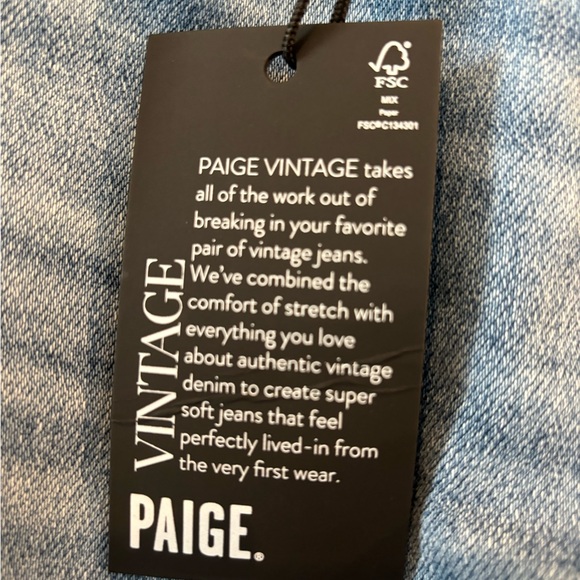 FSC
MIX
Paper
FSC® C134301
PAIGE VINTAGE takes
all of the work out of
breaking in your favorite
pair of vintage jeans.
We've combined the
comfort of stretch with
everything you love
about authentic vintage
denim to create super
soft jeans that feel
perfectly lived-in from
the very first wear.
VINTAGE
PAIGE®